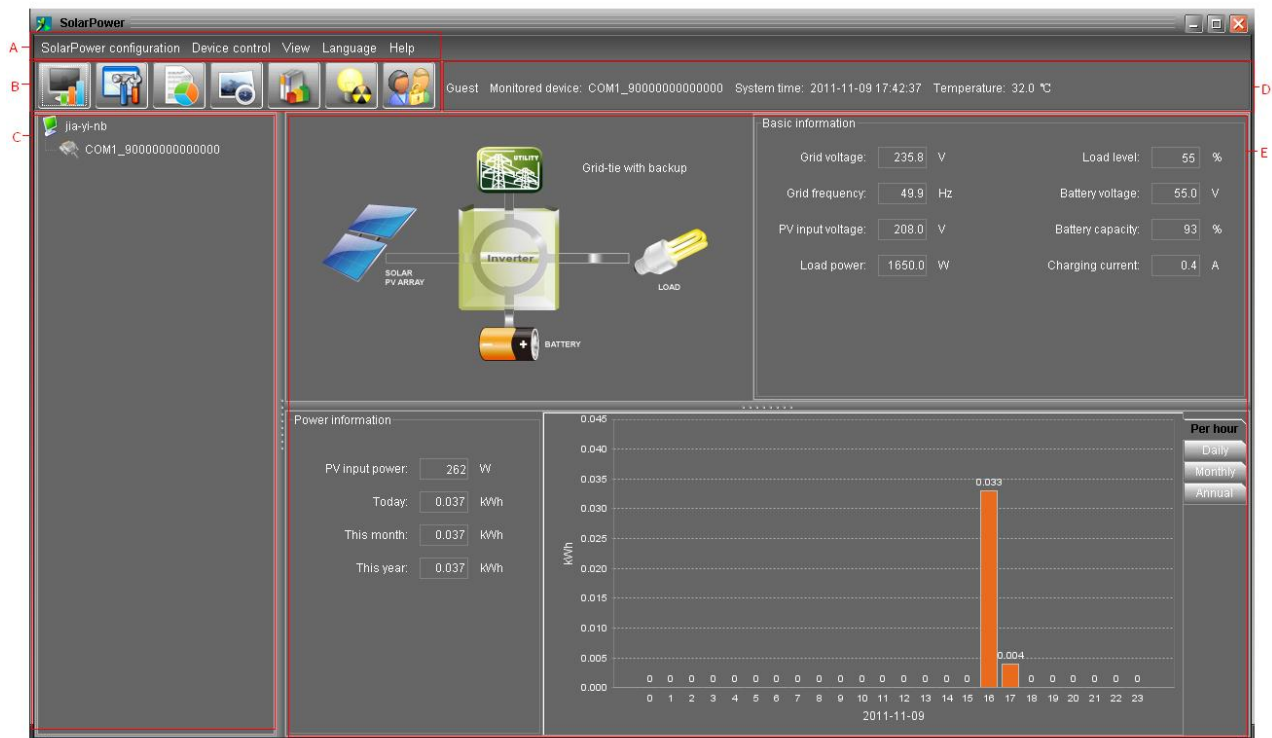 SolarPower
A
SolarPower configuration Device control View Language Help
B
Guest Monitored device: COM1_90000000000000 System time: 2011-11-09 17:42:37 Temperature: 32.0 ℃
D
C
jia-yi-nb
COM1_90000000000000
UTILITY
Grid-tie with backup
Inverter
SOLAR
PV ARRAY
LOAD
BATTERY
Basic information
E
Grid voltage: 235.8 V
Load level: 55 %
Grid frequency: 49.9 Hz
Battery voltage: 55.0 V
PV input voltage: 208.0 V
Battery capacity: 93 %
Load power: 1650.0 W
Charging current: 0.4 A
Power information
PV input power: 262 W
Today: 0.037 kWh
This month: 0.037 kWh
This year: 0.037 kWh
0.045
0.040
0.035
0.030
0.025
0.020
0.015
0.010
0.005
0.000
kWh
0.033
0.004
0 0 0 0 0 0 0 0 0 0 0 0 0 0 0 0 0 0 0 0 0 0
0 1 2 3 4 5 6 7 8 9 10 11 12 13 14 15 16 17 18 19 20 21 22 23
2011-11-09
Per hour
Daily
Monthly
Annual